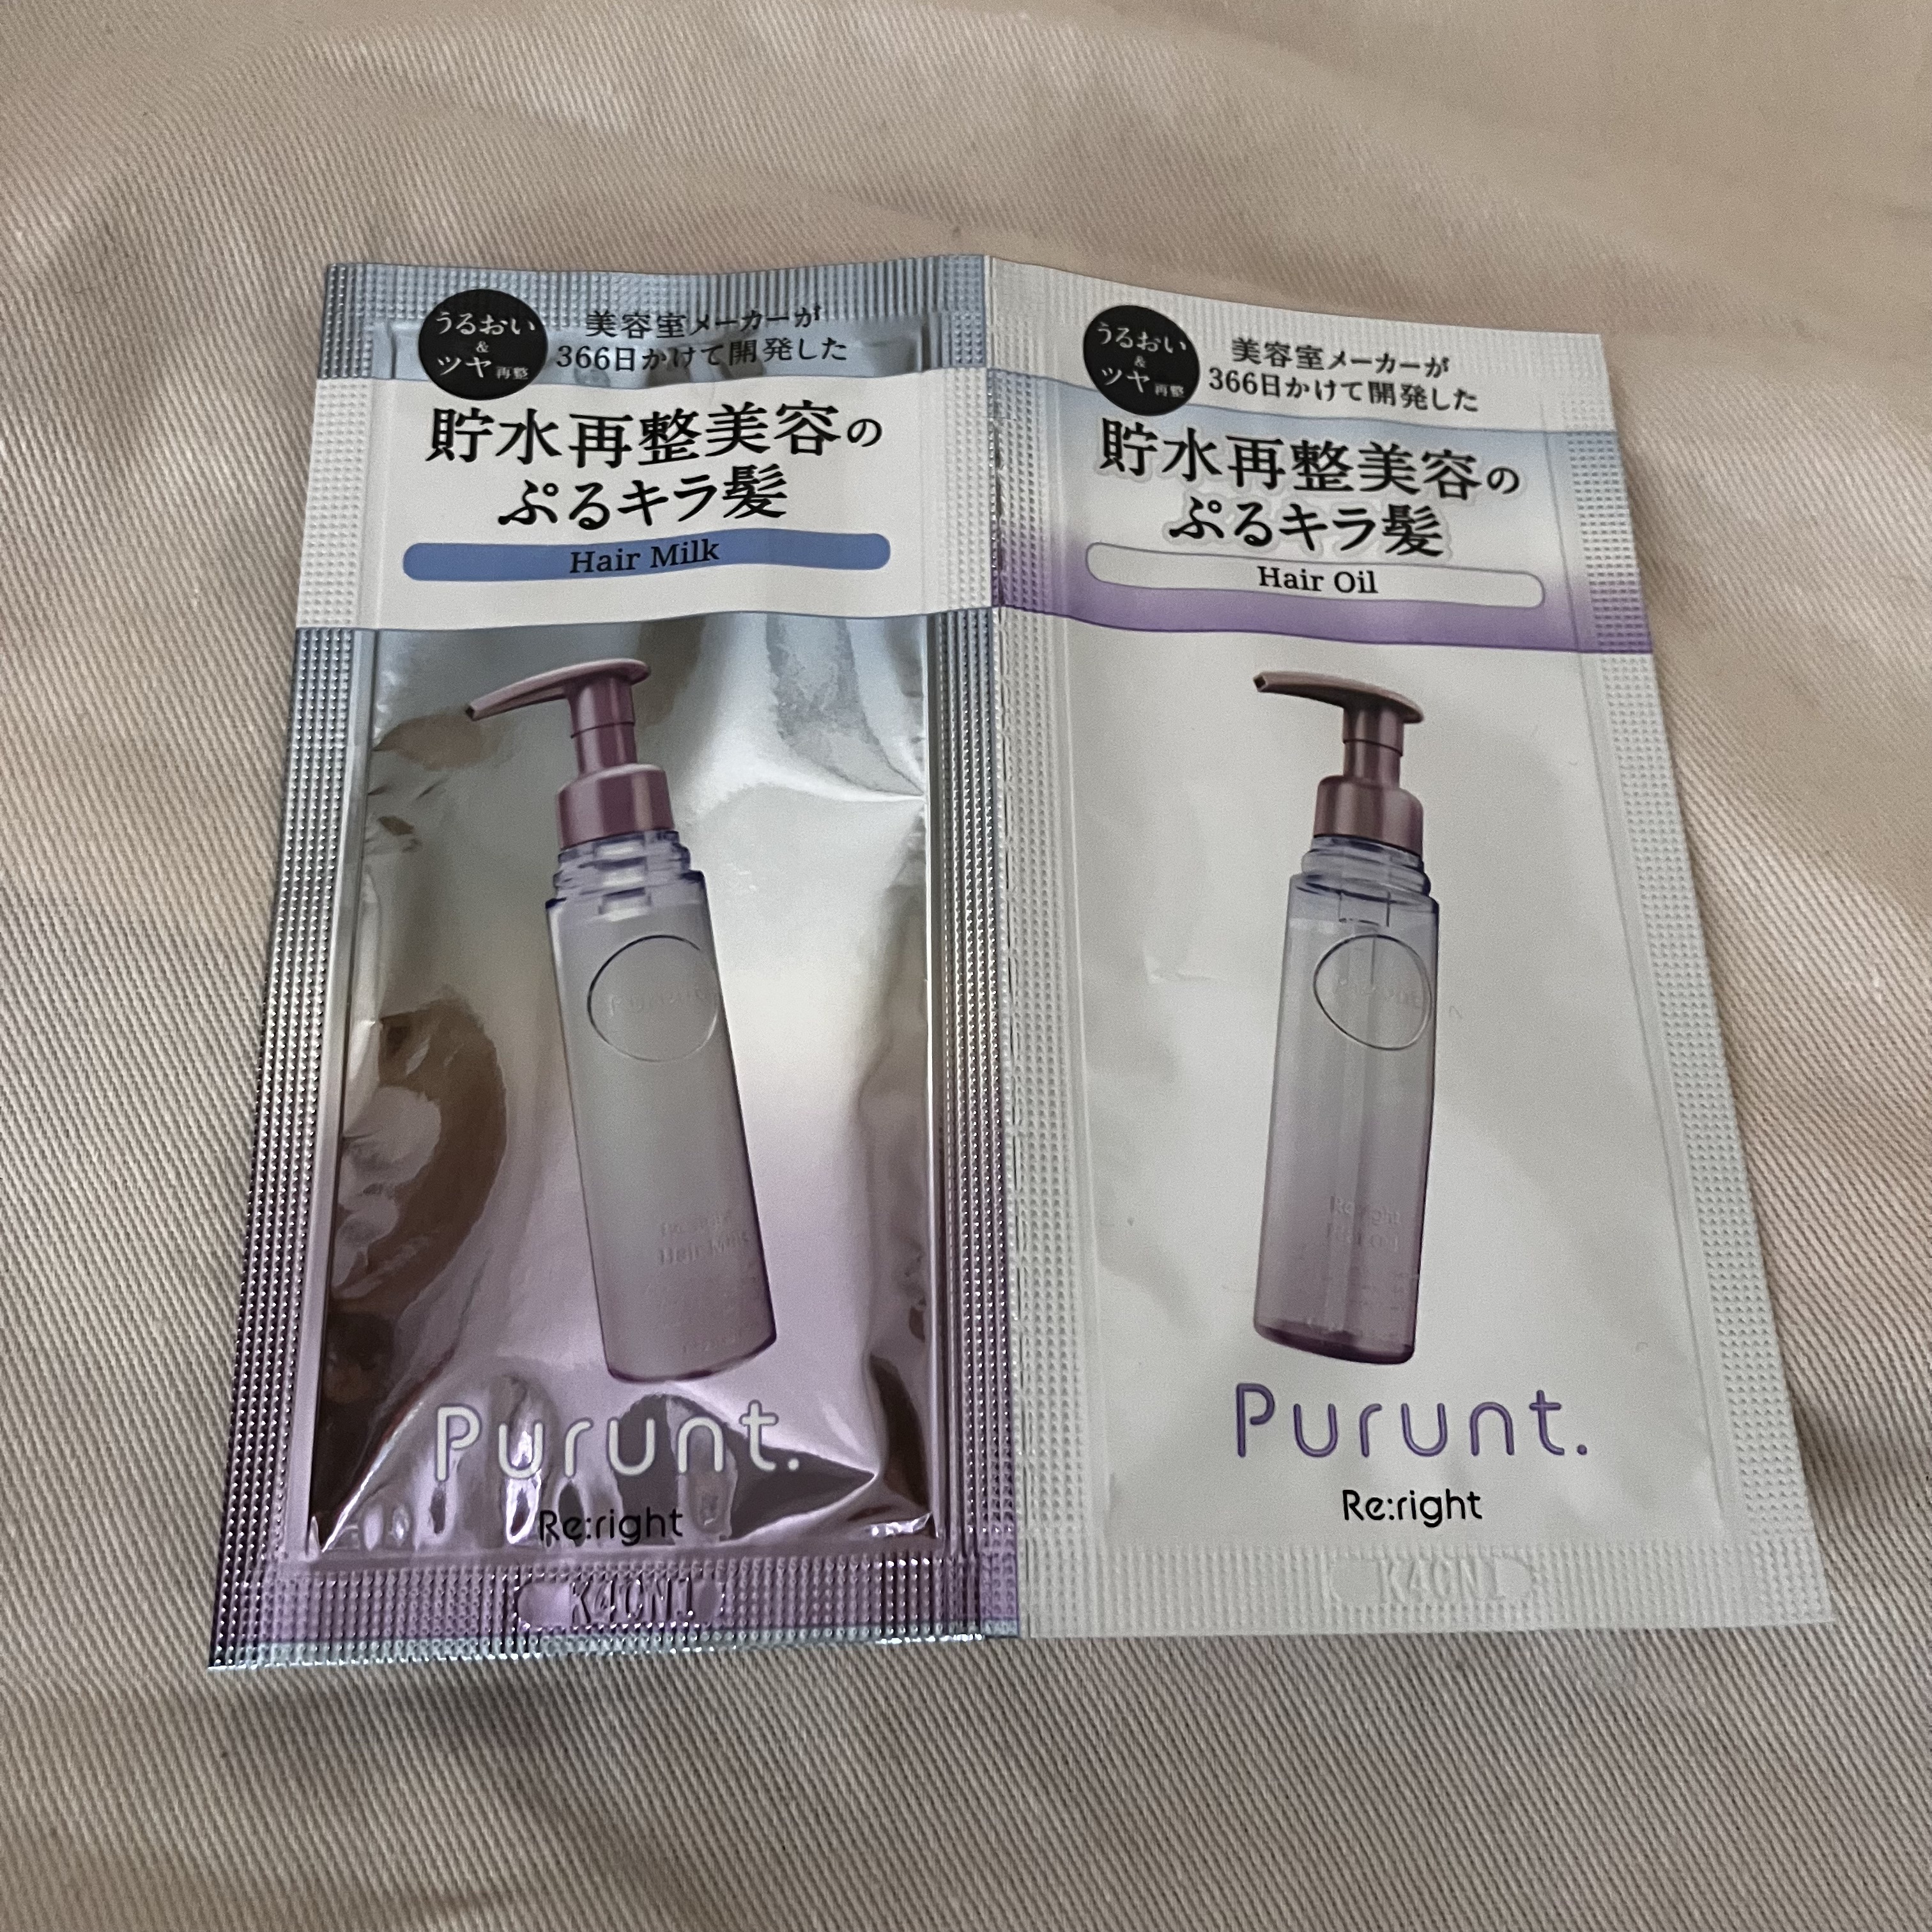 うるおい
&
ツヤ再整
美容室メーカーが
366日かけて開発した
貯水再整美容の
ぷるキラ髪
Hair Milk
Purunt.
Re:right
K4CN1
うるおい
&
ツヤ再整
美容室メーカーが
366日かけて開発した
貯水再整美容の
ぷるキラ髪
Hair Oil
Re:right
Purunt.
Re:right
K4CN1